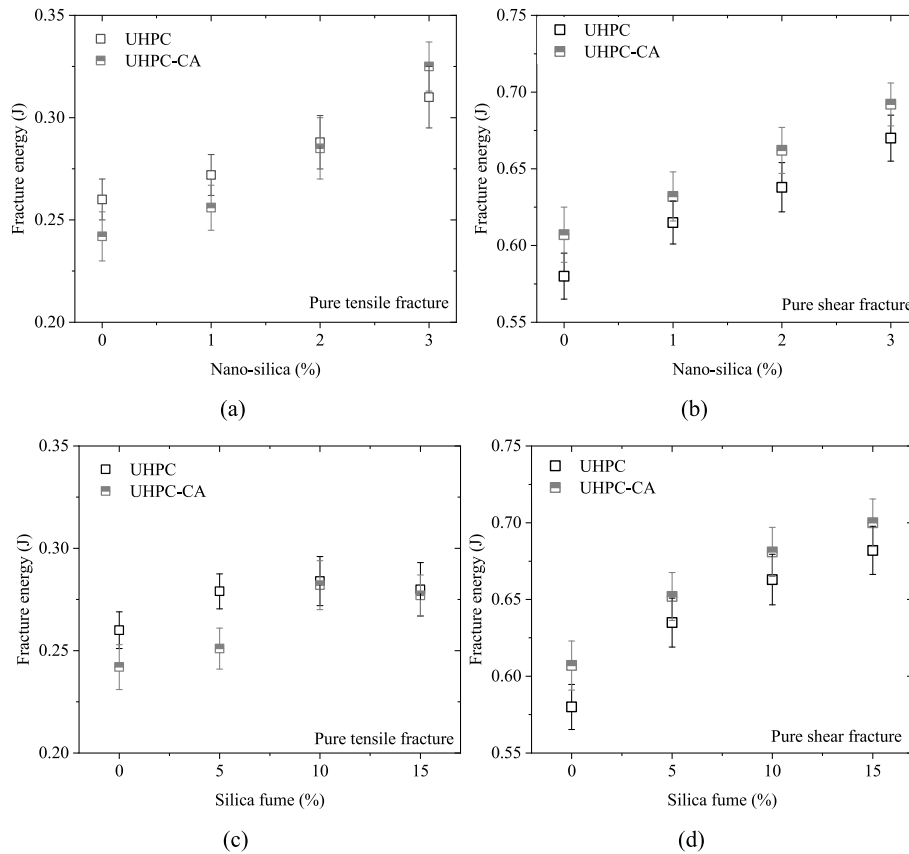 0.35
UHPC
UHPC-CA
0.30
0.25
0.20
Fracture energy (J)
Pure tensile fracture
0 1 2 3
Nano-silica (%)
(a)
0.75
UHPC
UHPC-CA
0.70
0.65
0.60
0.55
Fracture energy (J)
Pure shear fracture
0 1 2 3
Nano-silica (%)
(b)
0.35
UHPC
UHPC-CA
0.30
0.25
0.20
Fracture energy (J)
Pure tensile fracture
0 5 10 15
Silica fume (%)
(c)
0.75
UHPC
UHPC-CA
0.70
0.65
0.60
0.55
Fracture energy (J)
Pure shear fracture
0 5 10 15
Silica fume (%)
(d)